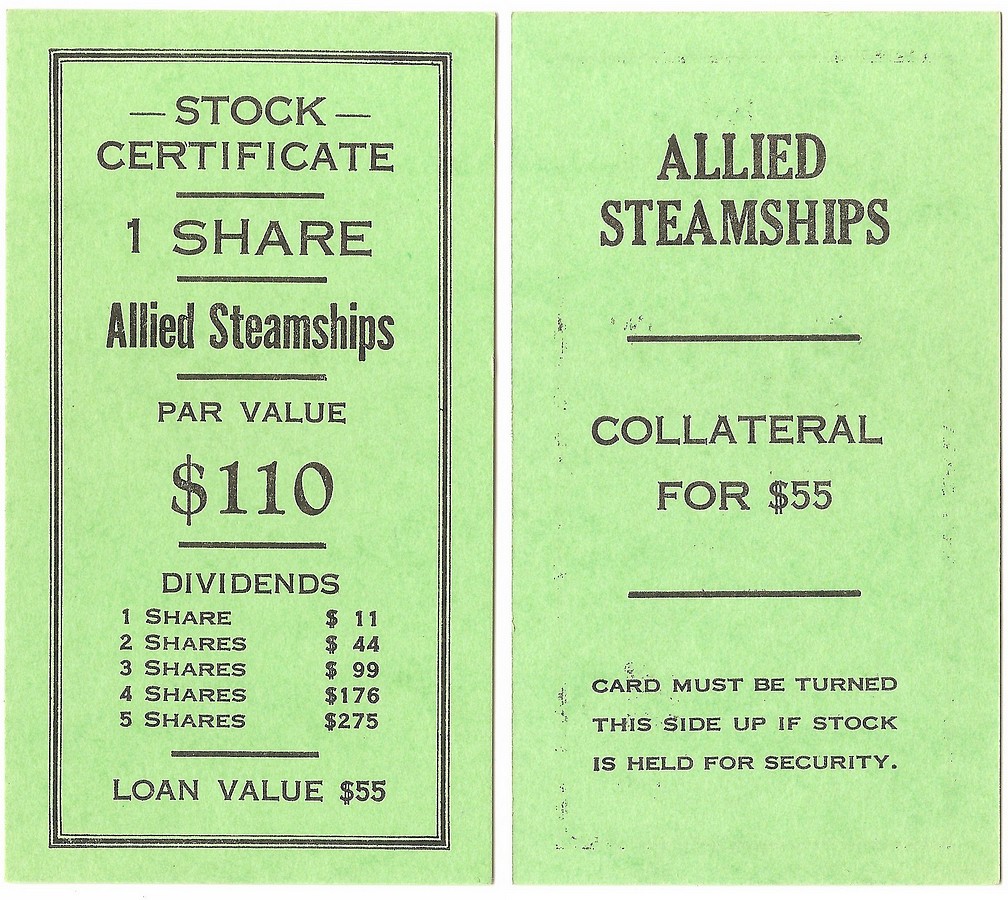 — STOCK —
CERTIFICATE
1 SHARE
Allied Steamships
PAR VALUE
$110
DIVIDENDS
1 SHARE $ 11
2 SHARES $ 44
3 SHARES $ 99
4 SHARES $176
5 SHARES $275
LOAN VALUE $55
ALLIED
STEAMSHIPS
COLLATERAL
FOR $55
CARD MUST BE TURNED
THIS SIDE UP IF STOCK
IS HELD FOR SECURITY.